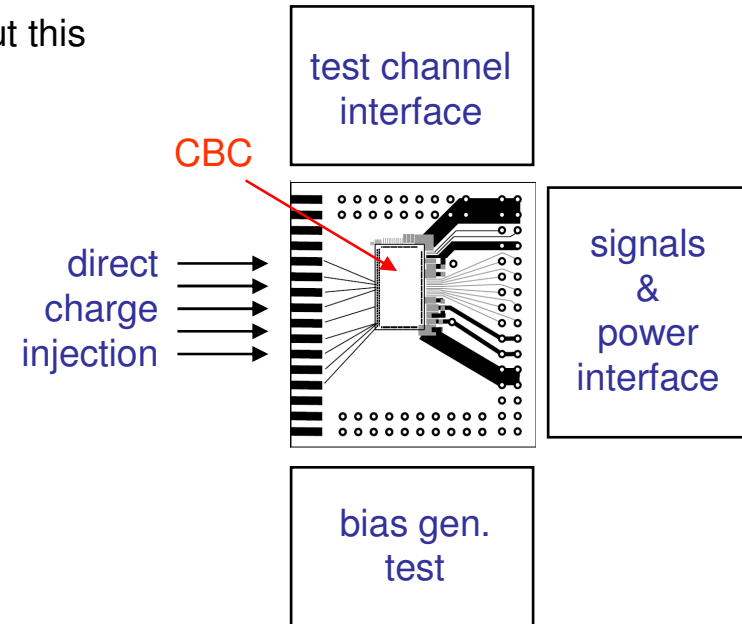 ut this
test channel
interface
CBC
direct
charge
injection
signals
&
power
interface
bias gen.
test